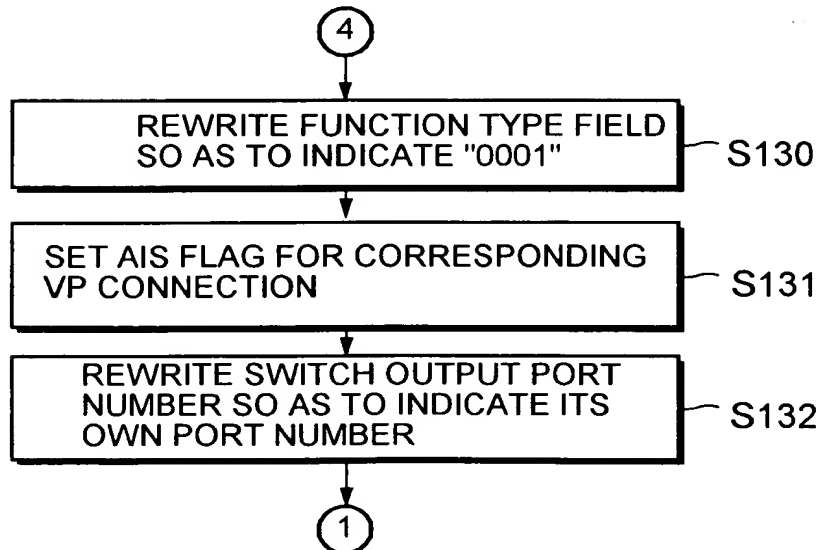 4
REWRITE FUNCTION TYPE FIELD
SO AS TO INDICATE "0001"
S130
SET AIS FLAG FOR CORRESPONDING
VP CONNECTION
S131
REWRITE SWITCH OUTPUT PORT
NUMBER SO AS TO INDICATE ITS
OWN PORT NUMBER
S132
1